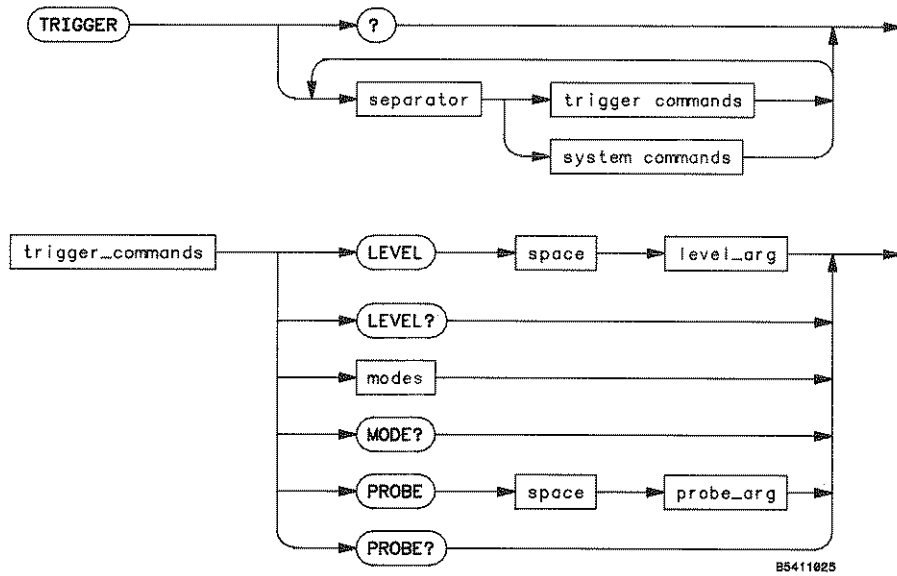 TRIGGER ?
separator trigger commands
system commands
trigger_commands LEVEL space level_arg
LEVEL?
modes
MODE?
PROBE space probe_arg
PROBE?
B5411025